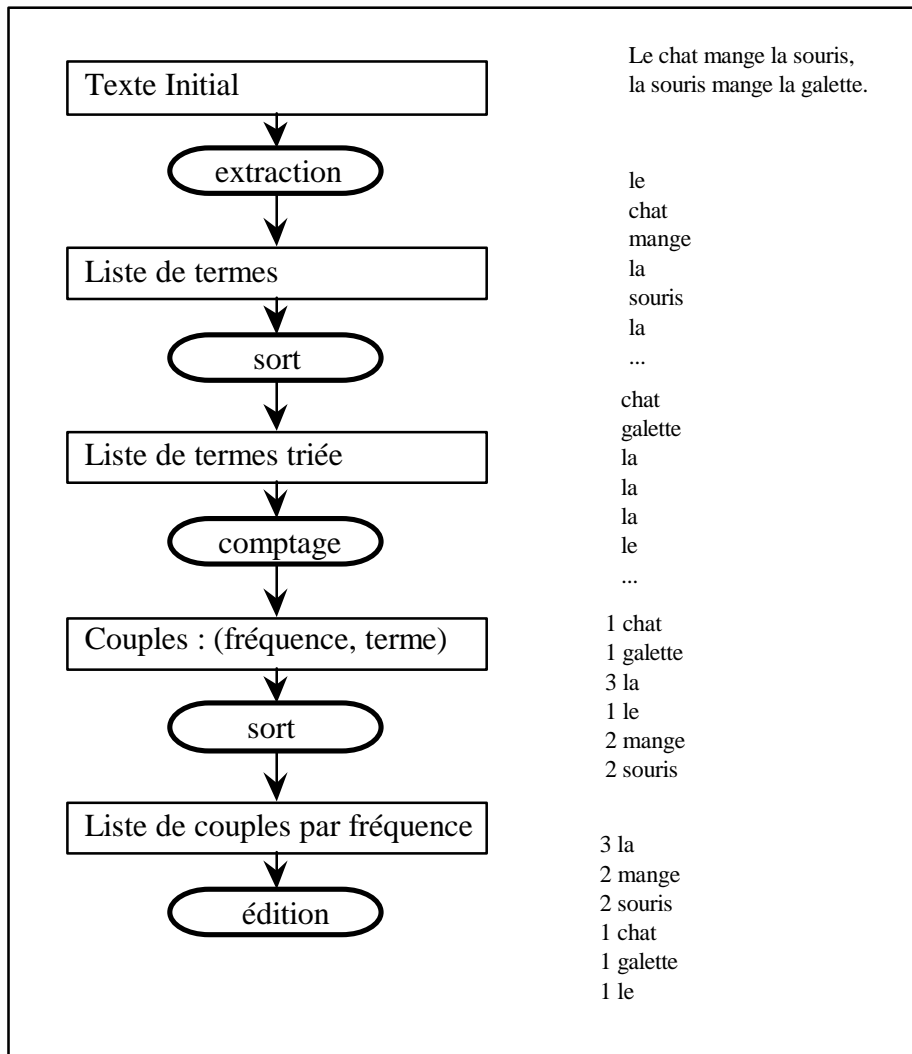 Texte Initial
Le chat mange la souris,
la souris mange la galette.
extraction
le
chat
mange
la
souris
la
...
Liste de termes
sort
chat
galette
la
la
la
le
...
Liste de termes triée
comptage
Couples : (fréquence, terme)
1 chat
1 galette
3 la
1 le
2 mange
2 souris
sort
Liste de couples par fréquence
3 la
2 mange
2 souris
1 chat
1 galette
1 le
édition